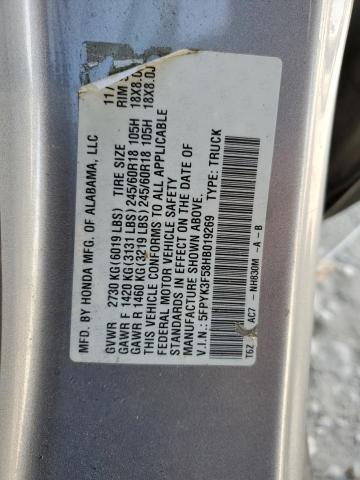 MFD. BY HONDA MFG. OF ALABAMA, LLC 11/
GVWR 2730 KG(6019 LBS) TIRE SIZE RIM
GAWR F 1420 KG(3131 LBS)245/60R18 105H 18X8.0J
GAWR R 1460 KG(3219 LBS)245/60R18 105H 18X8.0J
THIS VEHICLE CONFORMS TO ALL APPLICABLE
FEDERAL MOTOR VEHICLE SAFETY
STANDARDS IN EFFECT ON THE DATE OF
MANUFACTURE SHOWN ABOVE.
V.I.N.: 5FPYK3F58HB019269 TYPE: TRUCK
T6Z AC7 -NH830M -A -B